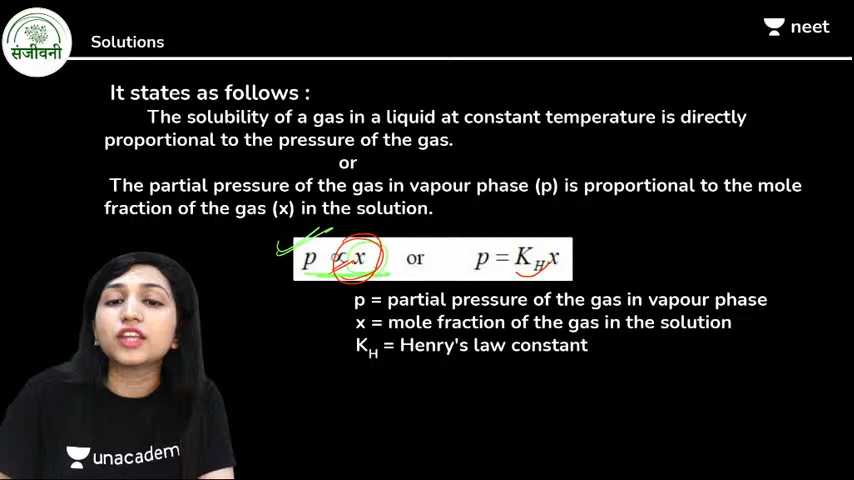 संजीवनी
Solutions
neet
It states as follows :
The solubility of a gas in a liquid at constant temperature is directly
proportional to the pressure of the gas.
or
The partial pressure of the gas in vapour phase (p) is proportional to the mole
fraction of the gas (x) in the solution.
p ∝ x or p = K_H x
p = partial pressure of the gas in vapour phase
x = mole fraction of the gas in the solution
K_H = Henry's law constant
unacadem